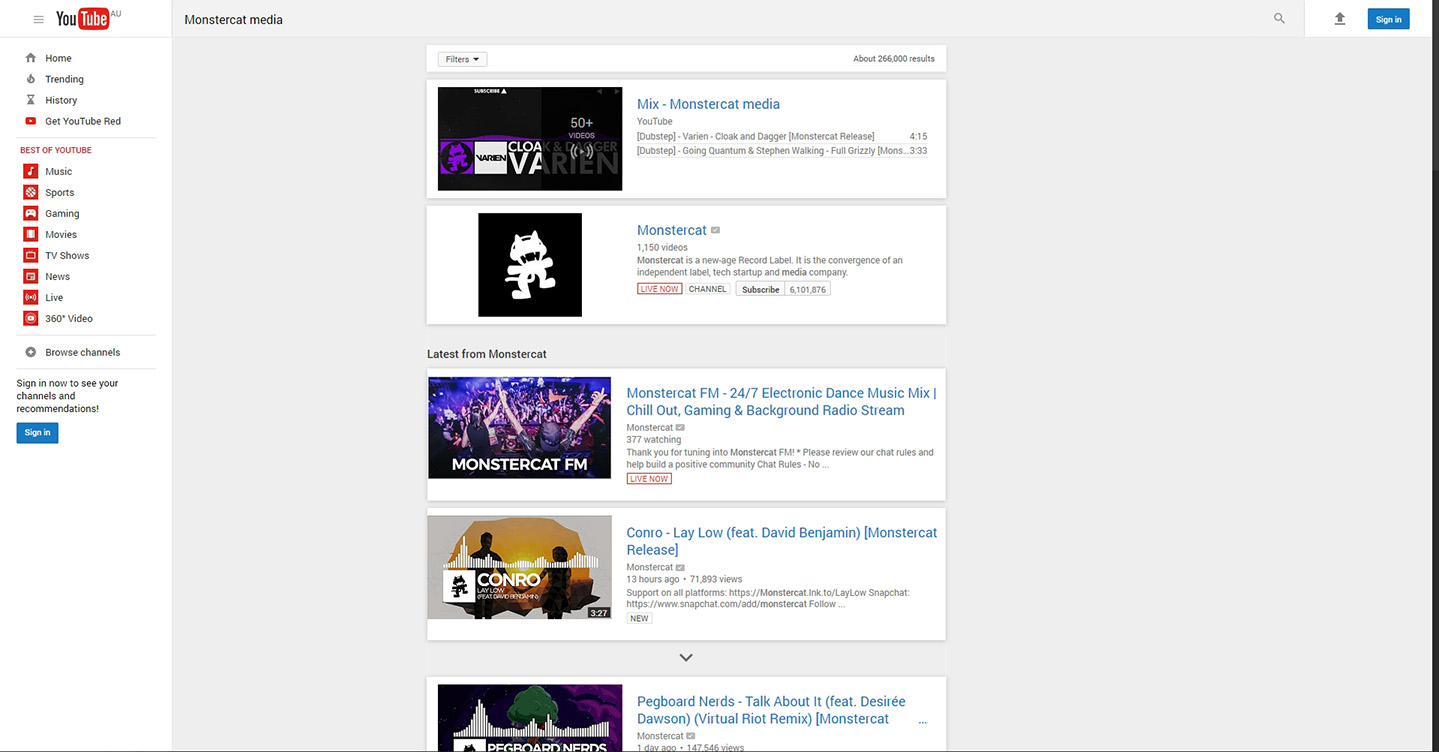 YouTube AU
Monstercat media
Sign in
Home
Trending
History
Get YouTube Red
BEST OF YOUTUBE
Music
Sports
Gaming
Movies
TV Shows
News
Live
360° Video
Browse channels
Sign in now to see your
channels and
recommendations!
Sign in
Filters
About 266,000 results
SUBSCRIBE
50+
VIDEOS
VARIEN
CLOAK & DAGGER
VARIEN
Mix - Monstercat media
YouTube
[Dubstep] - Varien - Cloak and Dagger [Monstercat Release] 4:15
[Dubstep] - Going Quantum & Stephen Walking - Full Grizzly [Mons... 3:33
Monstercat
1,150 videos
Monstercat is a new-age Record Label. It is the convergence of an
independent label, tech startup and media company.
LIVE NOW CHANNEL Subscribe 6,101,876
Latest from Monstercat
MONSTERCAT FM
Monstercat FM - 24/7 Electronic Dance Music Mix |
Chill Out, Gaming & Background Radio Stream
Monstercat
377 watching
Thank you for tuning into Monstercat FM! * Please review our chat rules and
help build a positive community Chat Rules - No ...
LIVE NOW
CONRO
LAY LOW
(FEAT. DAVID BENJAMIN)
3:27
Conro - Lay Low (feat. David Benjamin) [Monstercat
Release]
Monstercat
13 hours ago • 71,893 views
Support on all platforms: https://Monstercat.lnk.to/LayLow Snapchat:
https://www.snapchat.com/add/monstercat Follow ...
NEW
PEGBOARD NERDS
Pegboard Nerds - Talk About It (feat. Desirée
Dawson) (Virtual Riot Remix) [Monstercat ...
Monstercat
1 day ago • 147,546 views